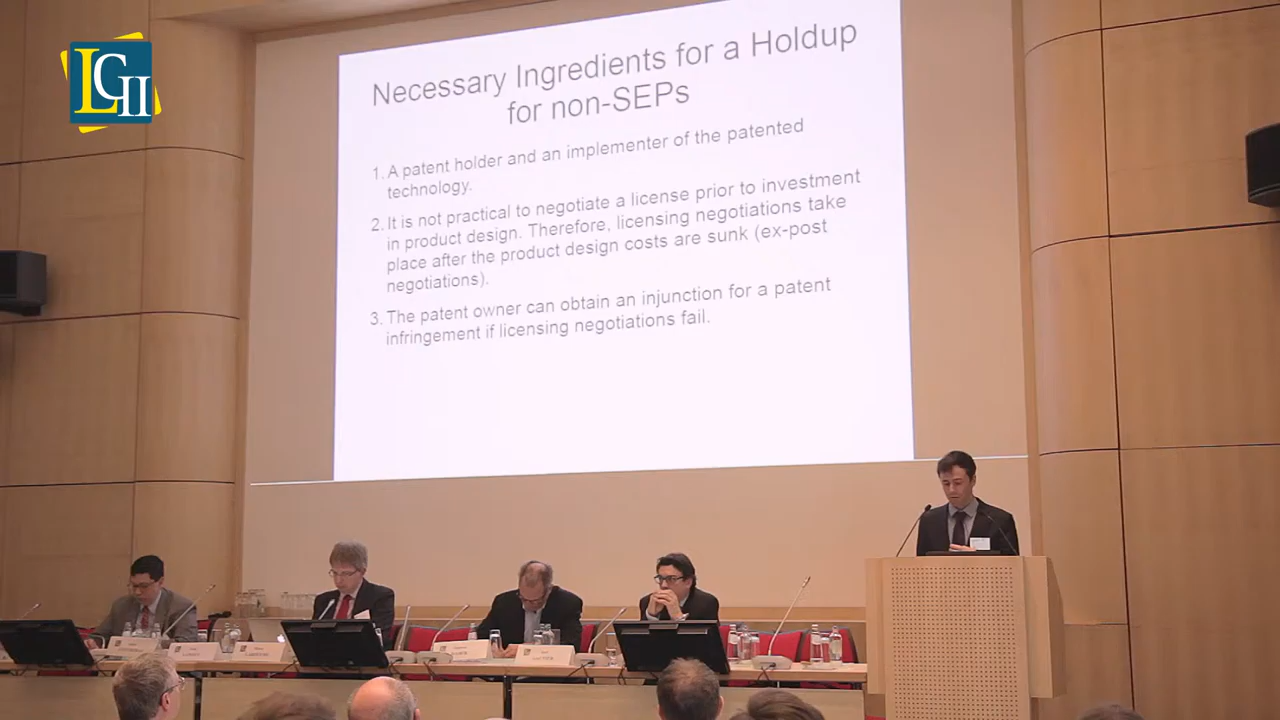 LCII
Necessary Ingredients for a Holdup
for non-SEPs
1. A patent holder and an implementer of the patented
technology.
2. It is not practical to negotiate a license prior to investment
in product design. Therefore, licensing negotiations take
place after the product design costs are sunk (ex-post
negotiations).
3. The patent owner can obtain an injunction for a patent
infringement if licensing negotiations fail.